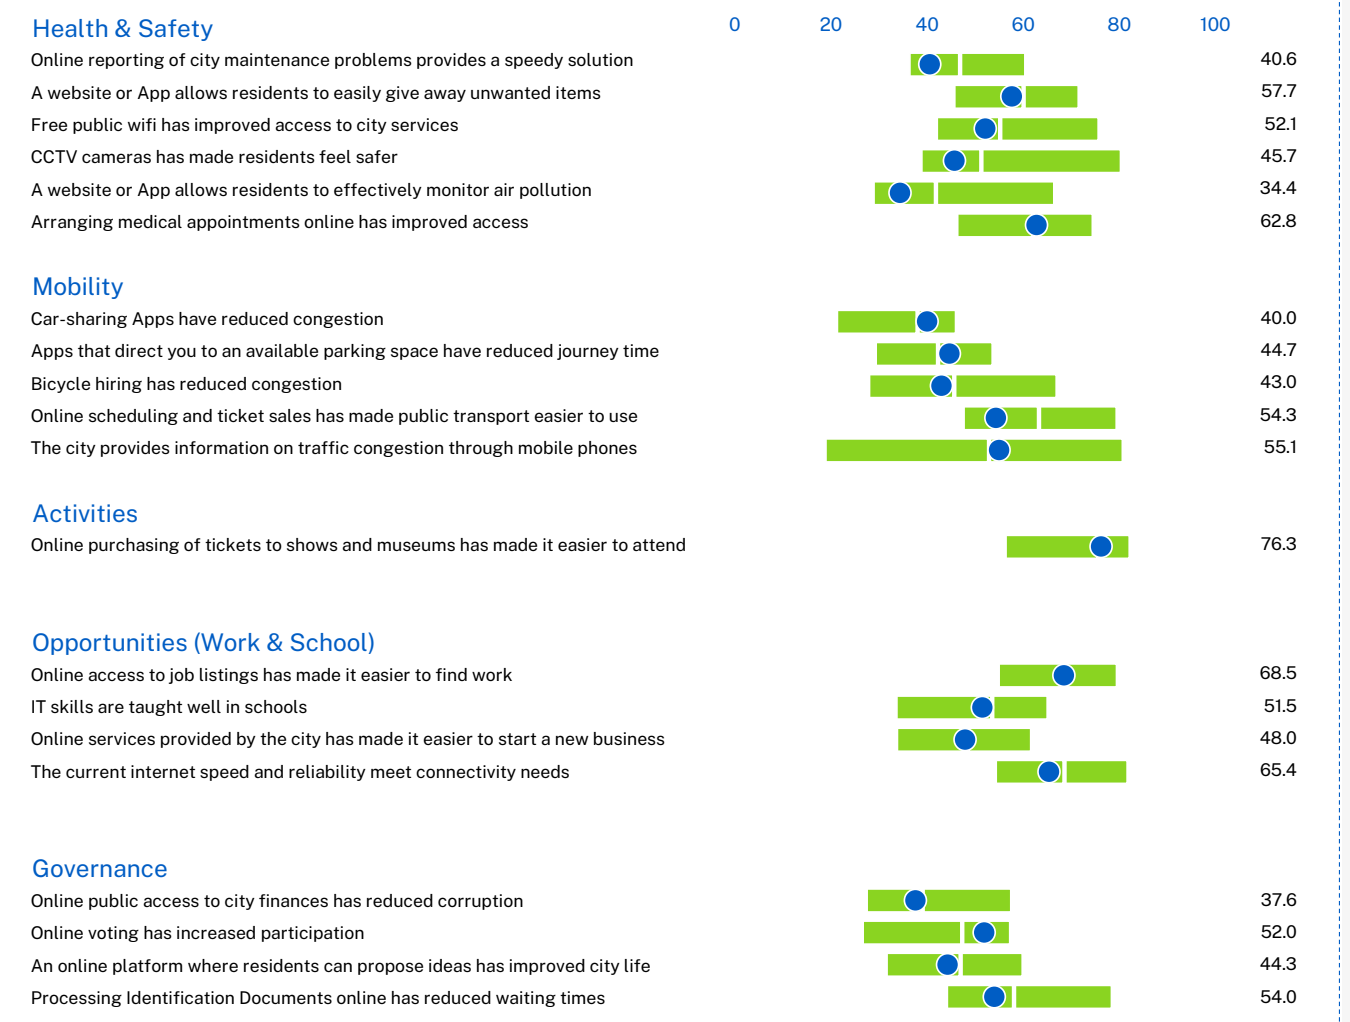 Health & Safety 0 20 40 60 80 100
Online reporting of city maintenance problems provides a speedy solution 40.6
A website or App allows residents to easily give away unwanted items 57.7
Free public wifi has improved access to city services 52.1
CCTV cameras has made residents feel safer 45.7
A website or App allows residents to effectively monitor air pollution 34.4
Arranging medical appointments online has improved access 62.8
Mobility
Car-sharing Apps have reduced congestion 40.0
Apps that direct you to an available parking space have reduced journey time 44.7
Bicycle hiring has reduced congestion 43.0
Online scheduling and ticket sales has made public transport easier to use 54.3
The city provides information on traffic congestion through mobile phones 55.1
Activities
Online purchasing of tickets to shows and museums has made it easier to attend 76.3
Opportunities (Work & School)
Online access to job listings has made it easier to find work 68.5
IT skills are taught well in schools 51.5
Online services provided by the city has made it easier to start a new business 48.0
The current internet speed and reliability meet connectivity needs 65.4
Governance
Online public access to city finances has reduced corruption 37.6
Online voting has increased participation 52.0
An online platform where residents can propose ideas has improved city life 44.3
Processing Identification Documents online has reduced waiting times 54.0